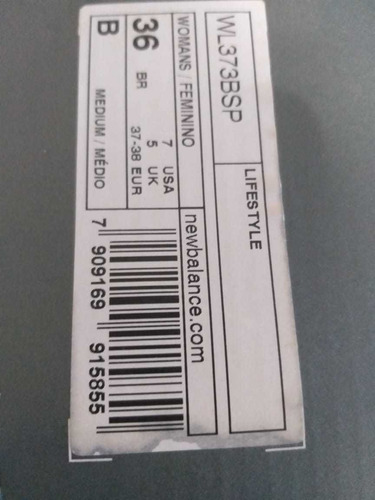 WL373BSP
LIFESTYLE
WOMANS / FEMININO
newbalance.com
36 BR
7 USA
5 UK
37-38 EUR
B
MEDIUM / MÉDIO
7 909169 915855